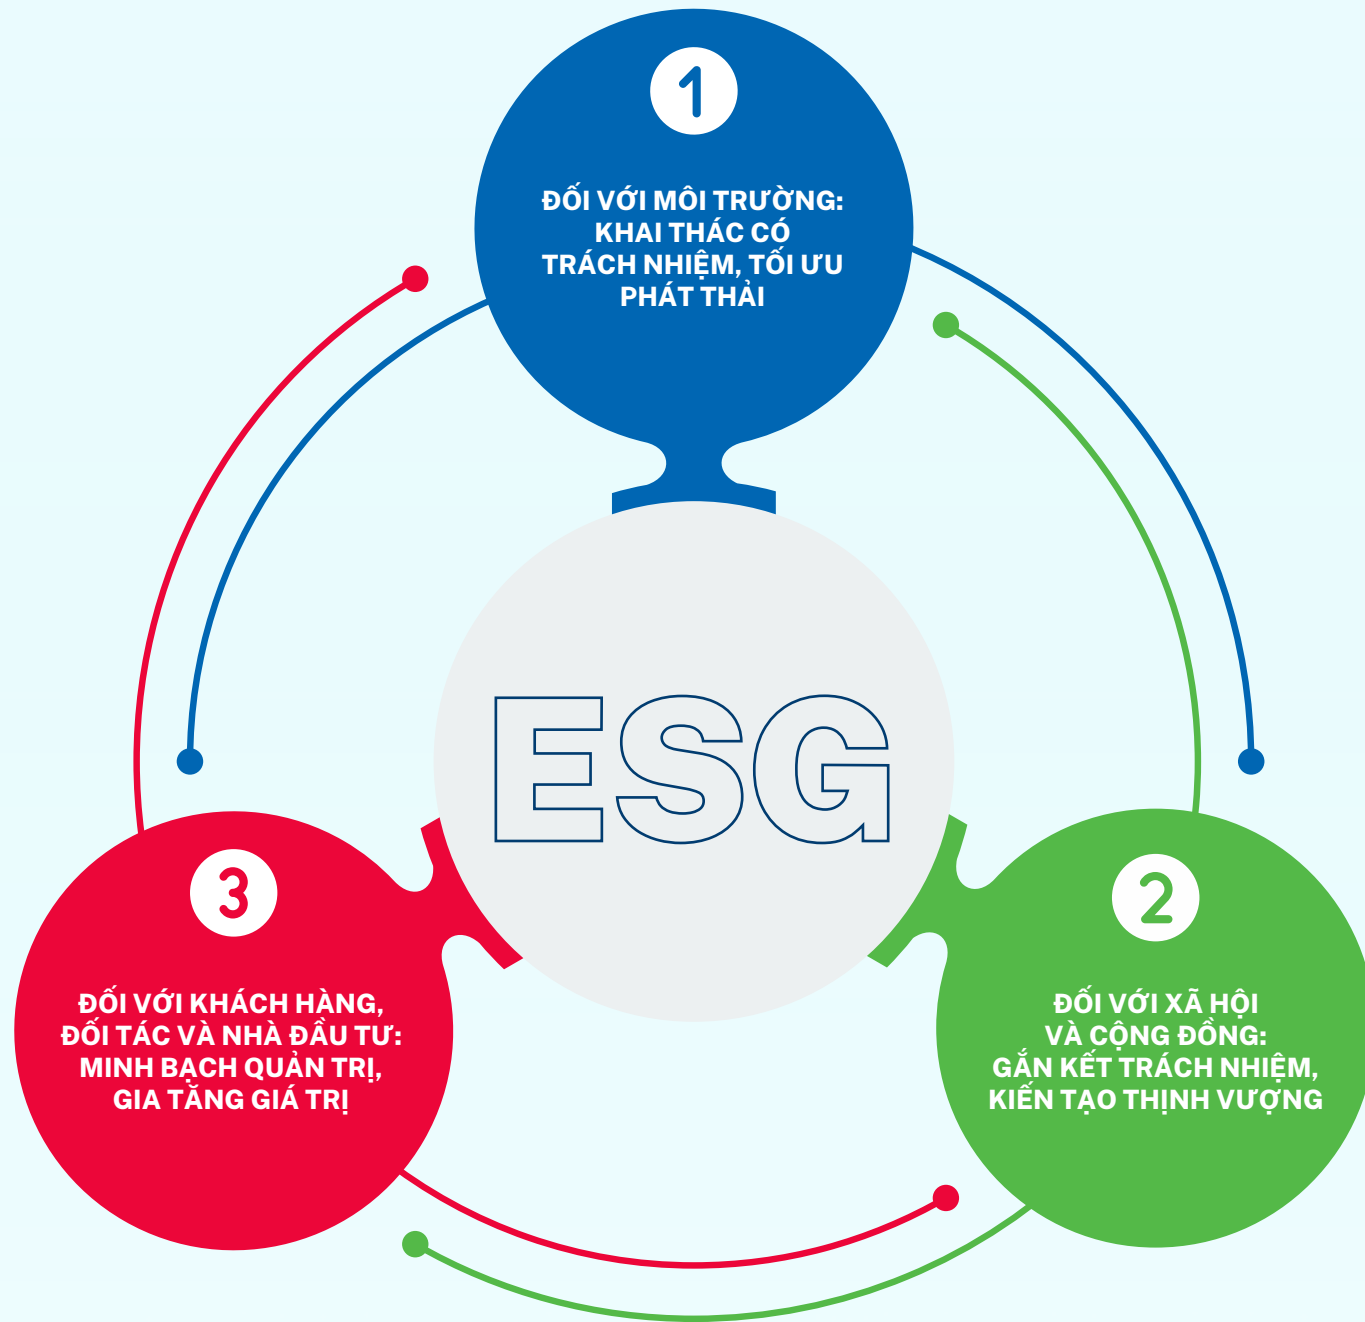 1
ĐỐI VỚI MÔI TRƯỜNG:
KHAI THÁC CÓ
TRÁCH NHIỆM, TỐI ƯU
PHÁT THẢI
ESG
2
ĐỐI VỚI XÃ HỘI
VÀ CỘNG ĐỒNG:
GẮN KẾT TRÁCH NHIỆM,
KIẾN TẠO THỊNH VƯỢNG
3
ĐỐI VỚI KHÁCH HÀNG,
ĐỐI TÁC VÀ NHÀ ĐẦU TƯ:
MINH BẠCH QUẢN TRỊ,
GIA TĂNG GIÁ TRỊ